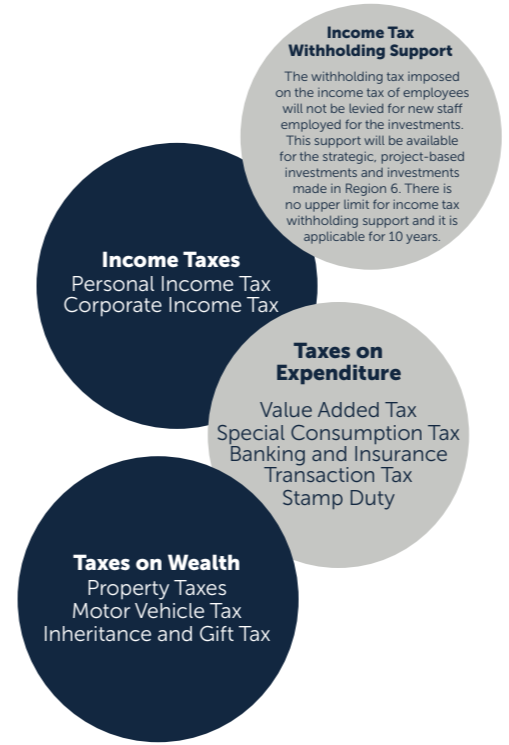 Income Tax
Withholding Support
The withholding tax imposed
on the income tax of employees
will not be levied for new staff
employed for the investments.
This support will be available
for the strategic, project-based
investments and investments
made in Region 6. There is
no upper limit for income tax
withholding support and it is
applicable for 10 years.
Income Taxes
Personal Income Tax
Corporate Income Tax
Taxes on
Expenditure
Value Added Tax
Special Consumption Tax
Banking and Insurance
Transaction Tax
Stamp Duty
Taxes on Wealth
Property Taxes
Motor Vehicle Tax
Inheritance and Gift Tax